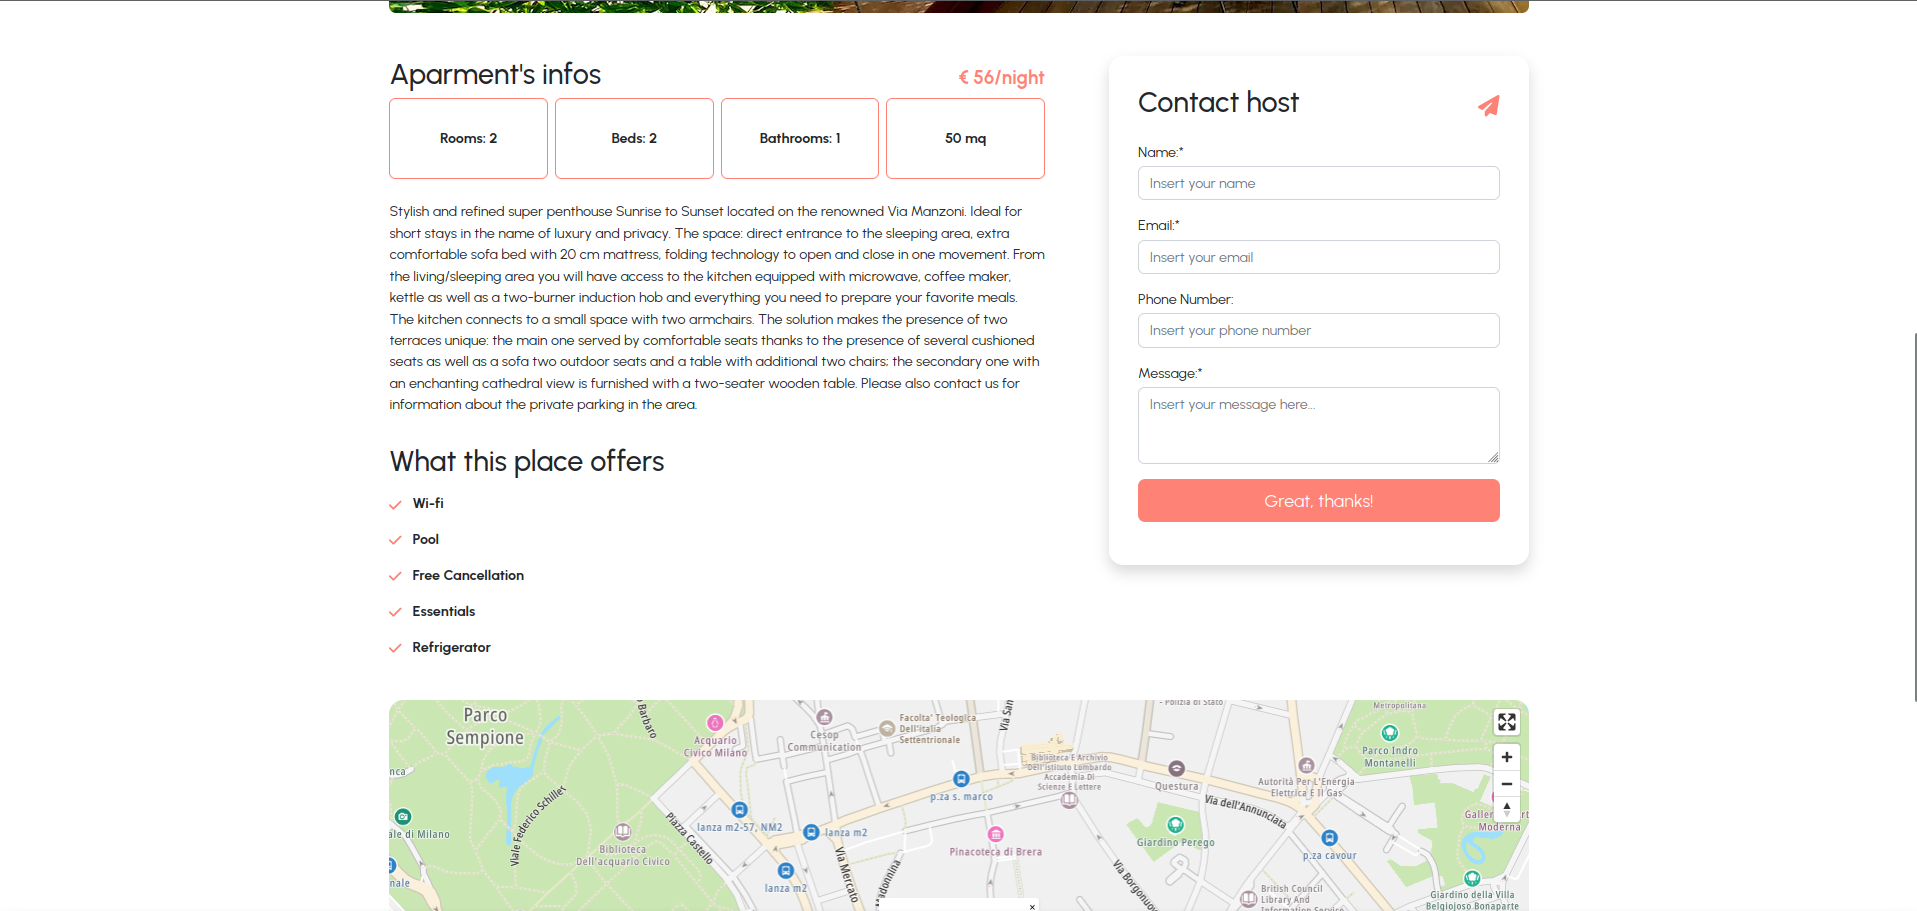 Aparment's infos
€ 56/night
Rooms: 2
Beds: 2
Bathrooms: 1
50 mq
Stylish and refined super penthouse Sunrise to Sunset located on the renowned Via Manzoni. Ideal for
short stays in the name of luxury and privacy. The space: direct entrance to the sleeping area, extra
comfortable sofa bed with 20 cm mattress, folding technology to open and close in one movement. From
the living/sleeping area you will have access to the kitchen equipped with microwave, coffee maker,
kettle as well as a two-burner induction hob and everything you need to prepare your favorite meals.
The kitchen connects to a small space with two armchairs. The solution makes the presence of two
terraces unique: the main one served by comfortable seats thanks to the presence of several cushioned
seats as well as a sofa two outdoor seats and a table with additional two chairs; the secondary one with
an enchanting cathedral view is furnished with a two-seater wooden table. Please also contact us for
information about the private parking in the area.
What this place offers
Wi-fi
Pool
Free Cancellation
Essentials
Refrigerator
Contact host
Name:*
Insert your name
Email:*
Insert your email
Phone Number:
Insert your phone number
Message:*
Insert your message here...
Great, thanks!
Parco
Sempione
o Barbaro
Acquario
Civico Milano
Cesop
Communication
Facolta' Teologica
Dell'italia
Settentrionale
Via San
Biblioteca E Archivio
Dell'istituto Lombardo
Accademia Di
Scienze E Lettere
- Polizia di Stato
Metropolitana
Parco Indro
Montanelli
Questura
Autorità Per L'Energia
Elettrica E Il Gas
nca
p.za s. marco
Via dell'Annunciata
Galler rt
Moderna
ale di Milano
Viale Federico Schiller
lanza m2-57, NM2
lanza m2
Piazza Castello
Biblioteca
Dell'acquario Civico
Pinacoteca di Brera
Giardino Perego
p.za cavour
nale
lanza m2
Via Mercato
Madonnina
Via Borgonuovo
British Council
Library And
Information Service
Giardino della Villa
Belgiojoso Bonaparte